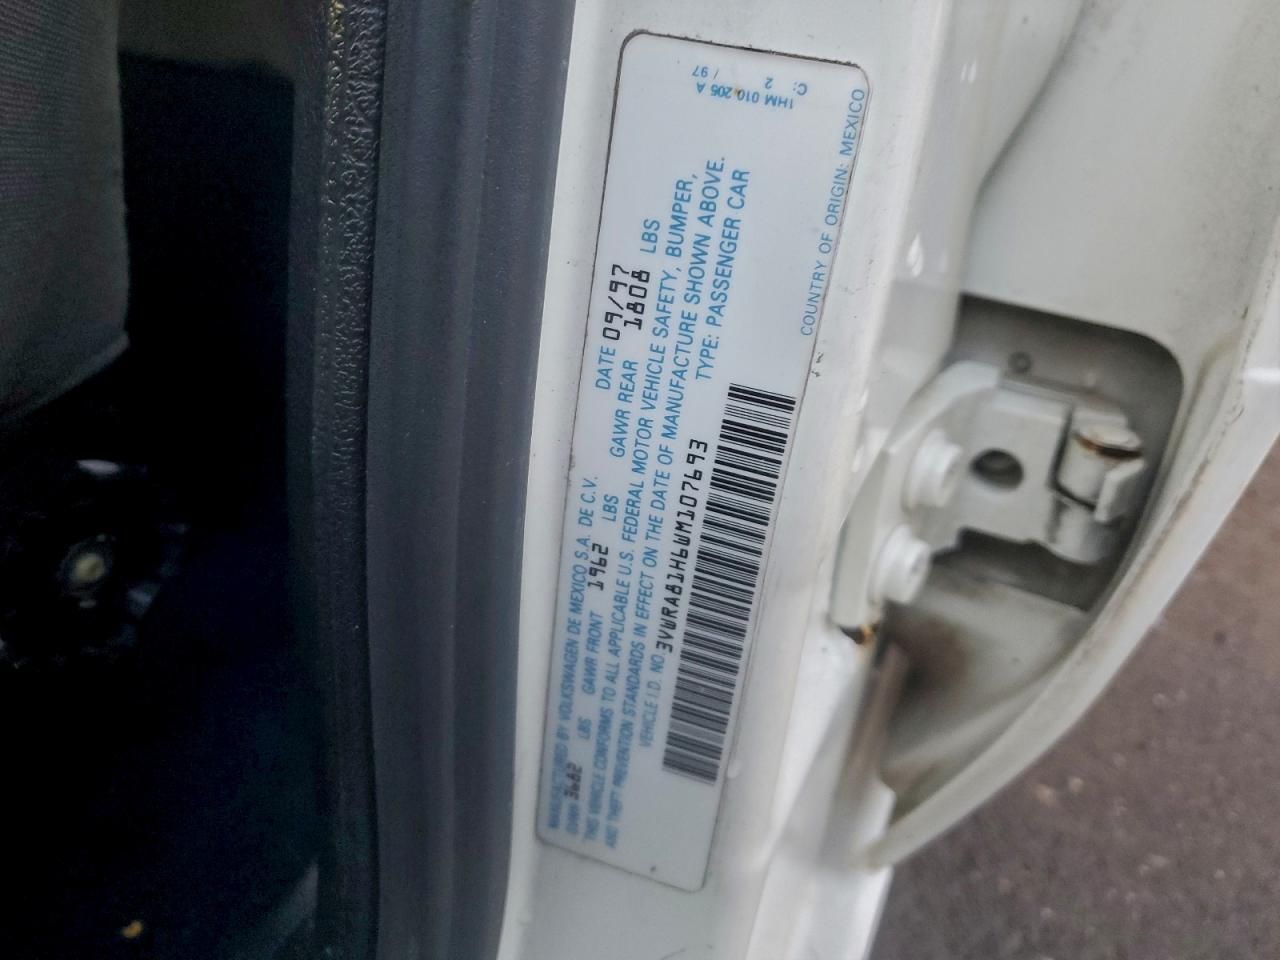 MANUFACTURED BY VOLKSWAGEN DE MEXICO S.A. DE C.V. DATE 09/97
GVWR 3682 LBS GAWR FRONT 1962 LBS GAWR REAR 1808 LBS
THIS VEHICLE CONFORMS TO ALL APPLICABLE U.S. FEDERAL MOTOR VEHICLE SAFETY, BUMPER,
AND THEFT PREVENTION STANDARDS IN EFFECT ON THE DATE OF MANUFACTURE SHOWN ABOVE.
VEHICLE I.D. NO. 3VWRA81H6WM107693 TYPE: PASSENGER CAR
COUNTRY OF ORIGIN: MEXICO
1HM 010 205 A
C: 2 / 97